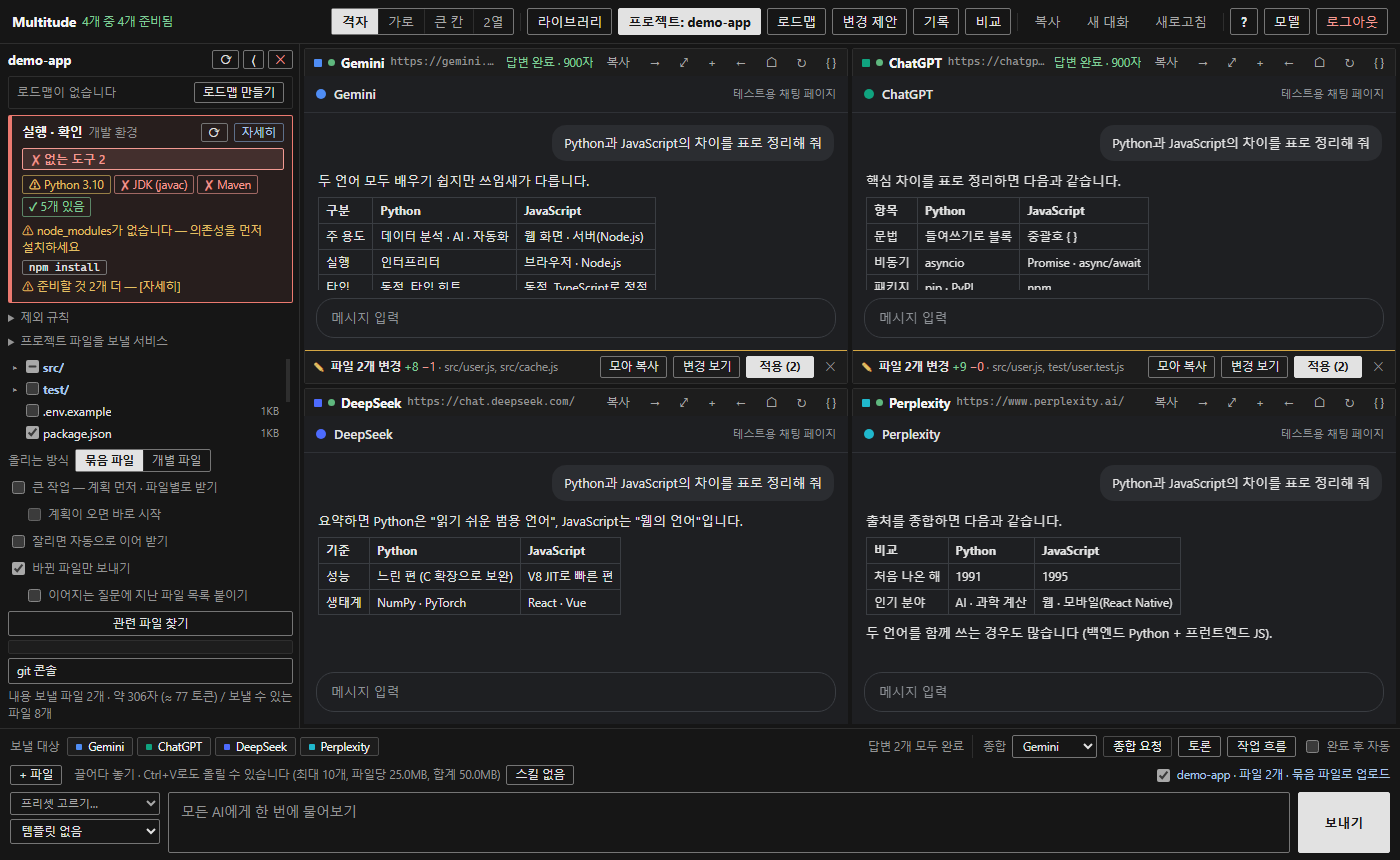 Multitude 4개 중 4개 준비됨 격자 가로 큰 칸 2열 라이브러리 프로젝트: demo-app 로드맵 변경 제안 기록 비교 복사 새 대화 새로고침 ? 모델 로그아웃
demo-app
로드맵이 없습니다 로드맵 만들기
실행 · 확인 개발 환경 자세히
✗ 없는 도구 2
⚠ Python 3.10 ✗ JDK (javac) ✗ Maven
✓ 5개 있음
⚠ node_modules가 없습니다 — 의존성을 먼저
설치하세요
npm install
⚠ 준비할 것 2개 더 — [자세히]
▸ 제외 규칙
▸ 프로젝트 파일을 보낼 서비스
src/
test/
.env.example 1KB
package.json 1KB
올리는 방식 묶음 파일 개별 파일
큰 작업 — 계획 먼저 · 파일별로 받기
계획이 오면 바로 시작
잘리면 자동으로 이어 받기
바뀐 파일만 보내기
이어지는 질문에 지난 파일 목록 붙이기
관련 파일 찾기
git 콘솔
내용 보낼 파일 2개 · 약 306자 (≈ 77 토큰) / 보낼 수 있는
파일 8개
Gemini https://gemini.… 답변 완료 · 900자 복사 → ⤢ + ← ↻ {}
Gemini 테스트용 채팅 페이지
Python과 JavaScript의 차이를 표로 정리해 줘
두 언어 모두 배우기 쉽지만 쓰임새가 다릅니다.
구분 Python JavaScript
주 용도 데이터 분석 · AI · 자동화 웹 화면 · 서버(Node.js)
실행 인터프리터 브라우저 · Node.js
타입 동적, 타입 힌트 동적, TypeScript로 정적
메시지 입력
파일 2개 변경 +8 −1 · src/user.js, src/cache.js 모아 복사 변경 보기 적용 (2) ×
ChatGPT https://chatgp… 답변 완료 · 900자 복사 → ⤢ + ← ↻ {}
ChatGPT 테스트용 채팅 페이지
Python과 JavaScript의 차이를 표로 정리해 줘
핵심 차이를 표로 정리하면 다음과 같습니다.
항목 Python JavaScript
문법 들여쓰기로 블록 중괄호 { }
비동기 asyncio Promise · async/await
패키지 pip · PyPI npm
메시지 입력
파일 2개 변경 +9 −0 · src/user.js, test/user.test.js 모아 복사 변경 보기 적용 (2) ×
DeepSeek https://chat.deepseek.com/ 복사 → ⤢ + ← ↻ {}
DeepSeek 테스트용 채팅 페이지
Python과 JavaScript의 차이를 표로 정리해 줘
요약하면 Python은 "읽기 쉬운 범용 언어", JavaScript는 "웹의 언어"입니다.
기준 Python JavaScript
성능 느린 편 (C 확장으로 보완) V8 JIT로 빠른 편
생태계 NumPy · PyTorch React · Vue
메시지 입력
Perplexity https://www.perplexity.ai/ 복사 → ⤢ + ← ↻ {}
Perplexity 테스트용 채팅 페이지
Python과 JavaScript의 차이를 표로 정리해 줘
출처를 종합하면 다음과 같습니다.
비교 Python JavaScript
처음 나온 해 1991 1995
인기 분야 AI · 과학 계산 웹 · 모바일(React Native)
두 언어를 함께 쓰는 경우도 많습니다 (백엔드 Python + 프런트엔드 JS).
메시지 입력
보낼 대상 Gemini ChatGPT DeepSeek Perplexity 답변 2개 모두 완료 종합 Gemini 종합 요청 토론 작업 흐름 완료 후 자동
+ 파일 끌어다 놓기 · Ctrl+V로도 올릴 수 있습니다 (최대 10개, 파일당 25.0MB, 합계 50.0MB) 스킬 없음 demo-app · 파일 2개 · 묶음 파일로 업로드
프리셋 고르기... 모든 AI에게 한 번에 물어보기 보내기
템플릿 없음